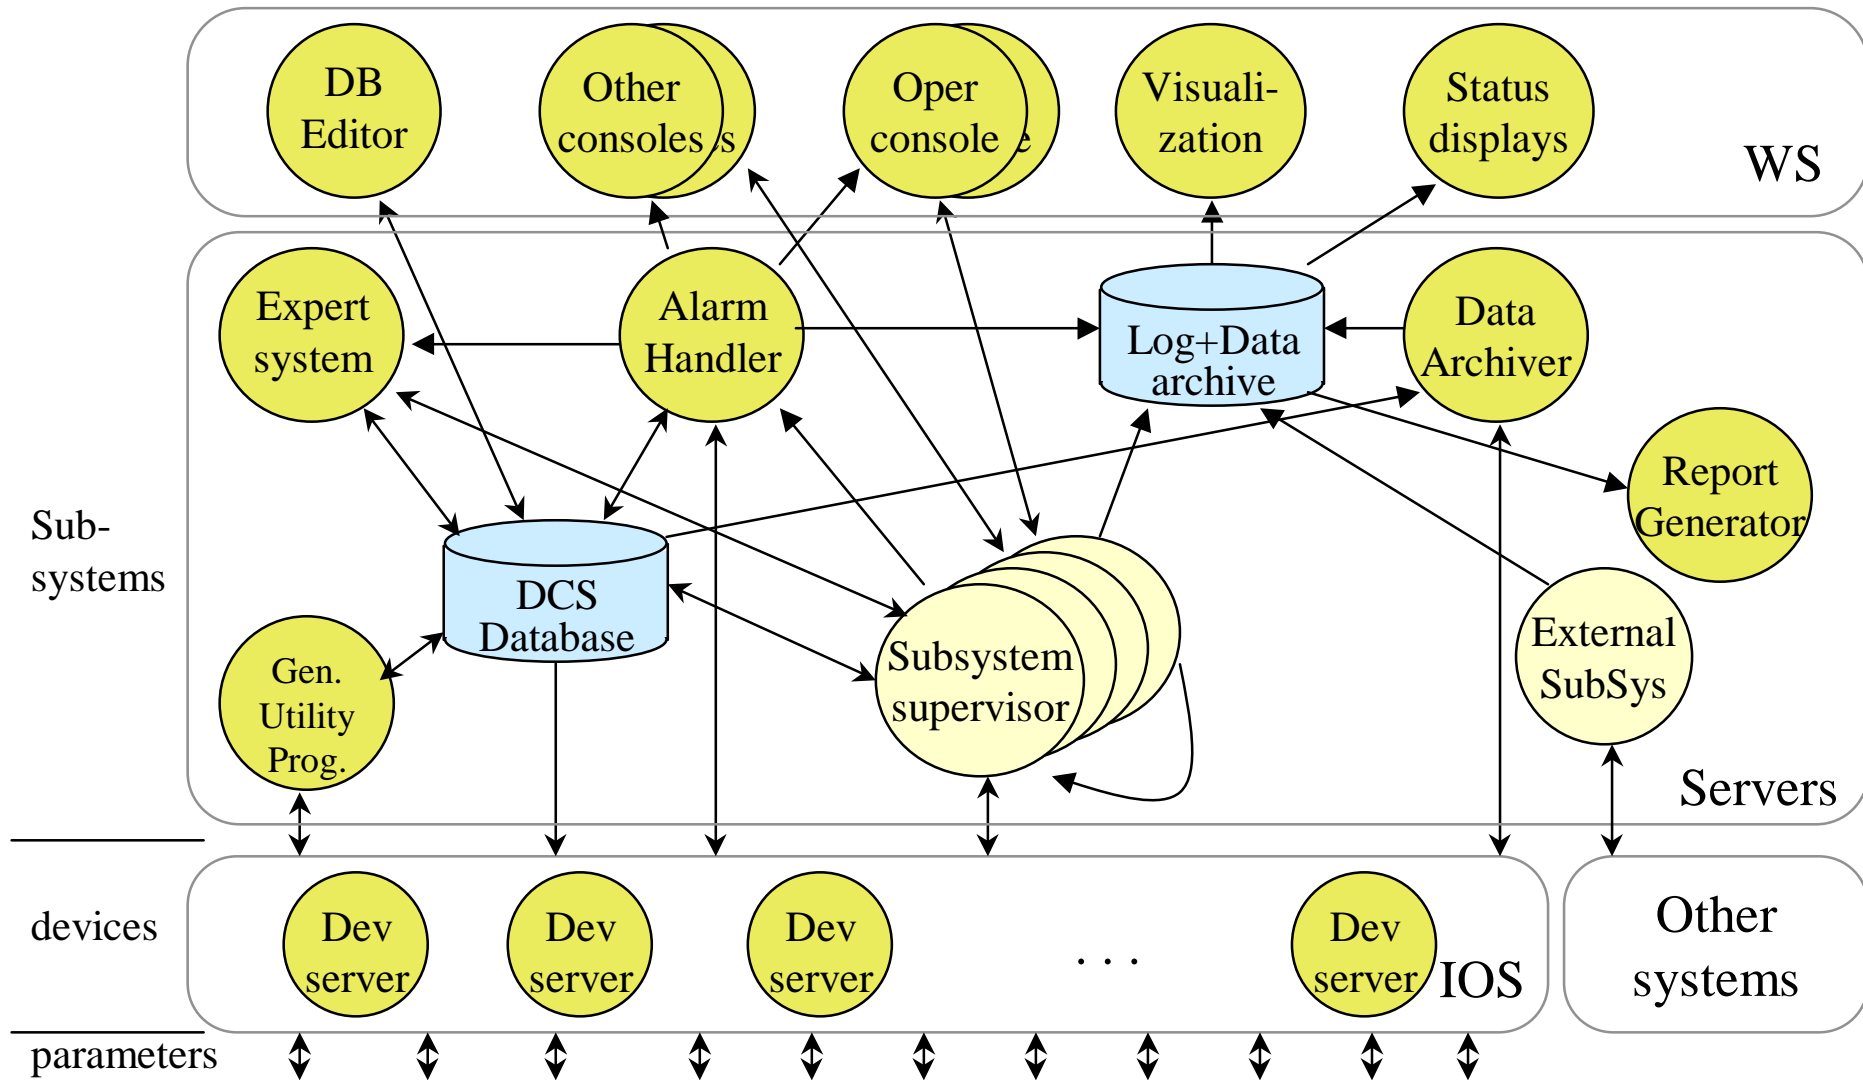 DB
Editor
Other
consoles
s
Oper
console
e
Visuali-
zation
Status
displays
WS
Expert
system
Alarm
Handler
Log+Data
archive
Data
Archiver
Report
Generator
Sub-
systems
DCS
Database
Subsystem
supervisor
External
SubSys
Gen.
Utility
Prog.
Servers
devices
Dev
server
Dev
server
Dev
server
. . .
Dev
server
IOS
Other
systems
parameters